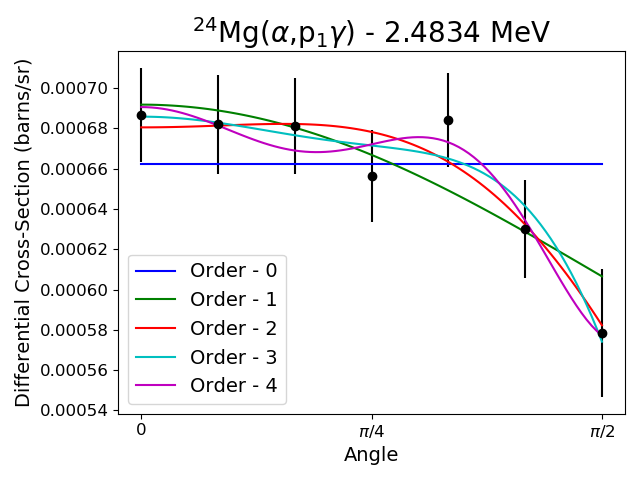 ²⁴Mg(α,p₁γ) - 2.4834 MeV
Differential Cross-Section (barns/sr)
0.00070
0.00068
0.00066
0.00064
0.00062
0.00060
0.00058
0.00056
0.00054
Order - 0
Order - 1
Order - 2
Order - 3
Order - 4
0
π/4
π/2
Angle